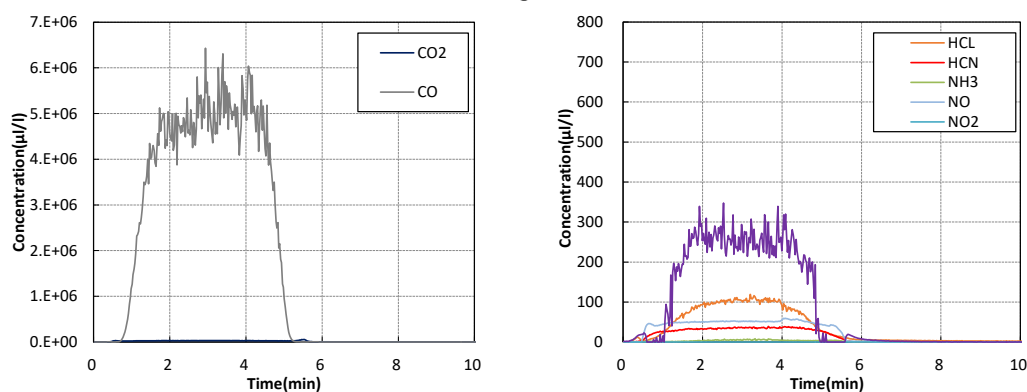 7.E+06
6.E+06
5.E+06
4.E+06
3.E+06
2.E+06
1.E+06
0.E+00
Concentration(µl/l)
0 2 4 6 8 10
Time(min)
CO2
CO
800
700
600
500
400
300
200
100
0
Concentration(µl/l)
0 2 4 6 8 10
Time(min)
HCL
HCN
NH3
NO
NO2